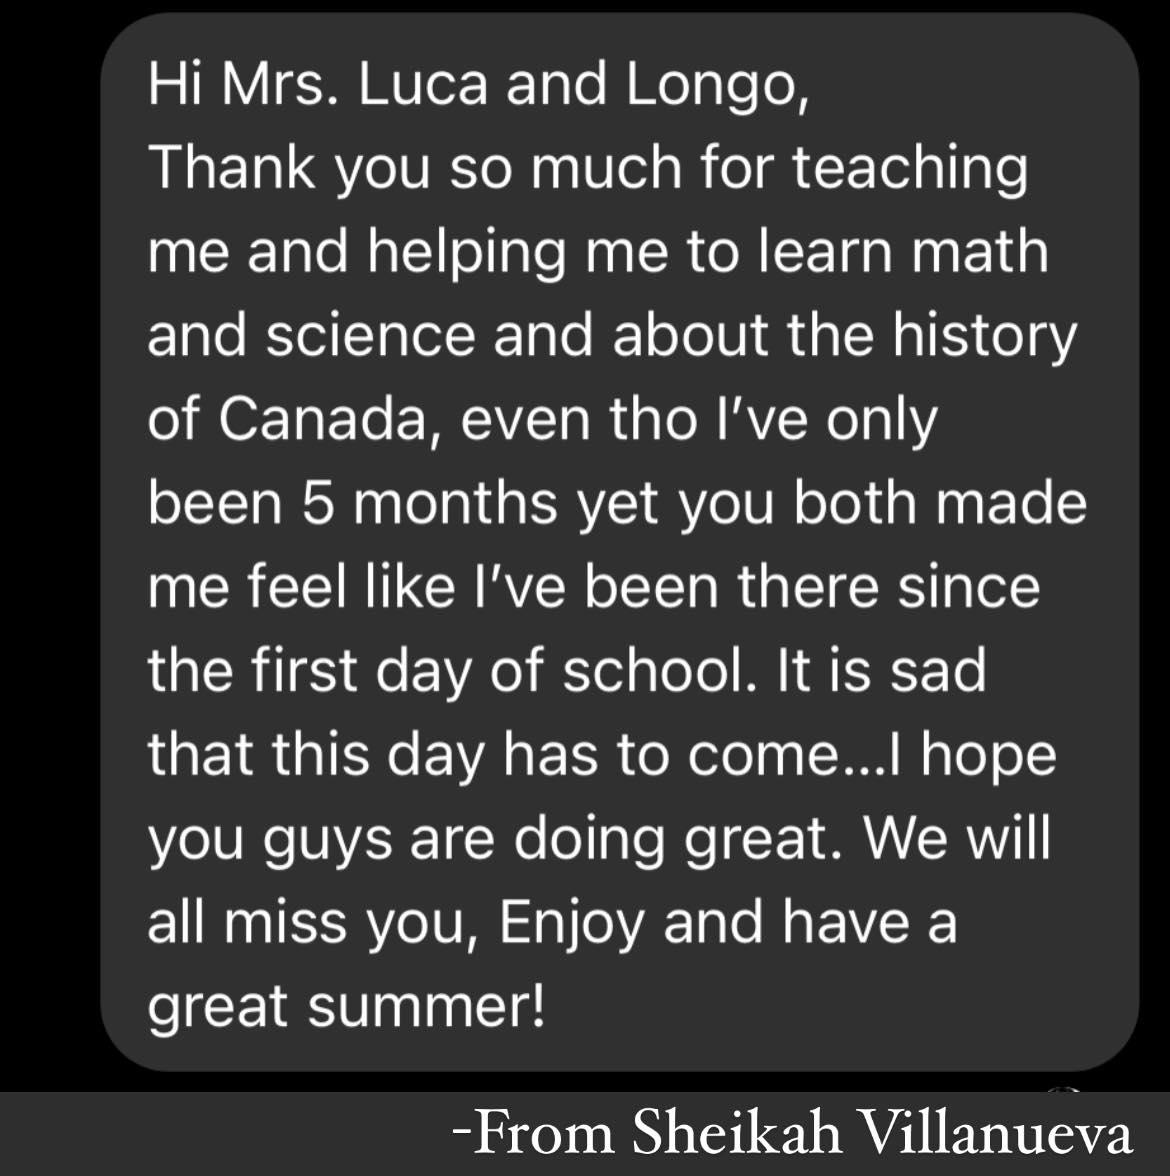 Hi Mrs. Luca and Longo,
Thank you so much for teaching
me and helping me to learn math
and science and about the history
of Canada, even tho I’ve only
been 5 months yet you both made
me feel like I’ve been there since
the first day of school. It is sad
that this day has to come...I hope
you guys are doing great. We will
all miss you, Enjoy and have a
great summer!
-From Sheikah Villanueva